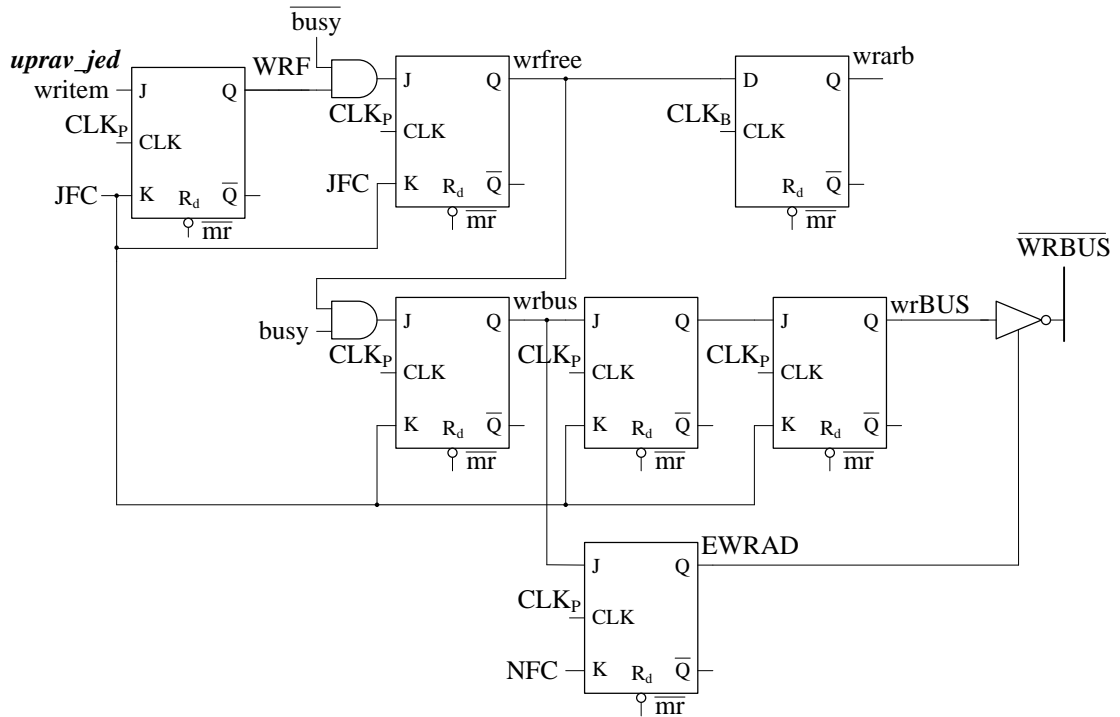 busy
uprav_jed
writem
WRF
wrfree
wrarb
J
Q
J
Q
D
Q
CLKP
CLK
CLKP
CLK
CLKB
CLK
JFC
K
Rd
Q
mr
JFC
K
Rd
Q
mr
Rd
Q
mr
WRBUS
busy
wrbus
wrBUS
J
Q
J
Q
J
Q
CLKP
CLK
CLKP
CLK
CLKP
CLK
K
Rd
Q
mr
K
Rd
Q
mr
K
Rd
Q
mr
EWRAD
J
Q
CLKP
CLK
NFC
K
Rd
Q
mr